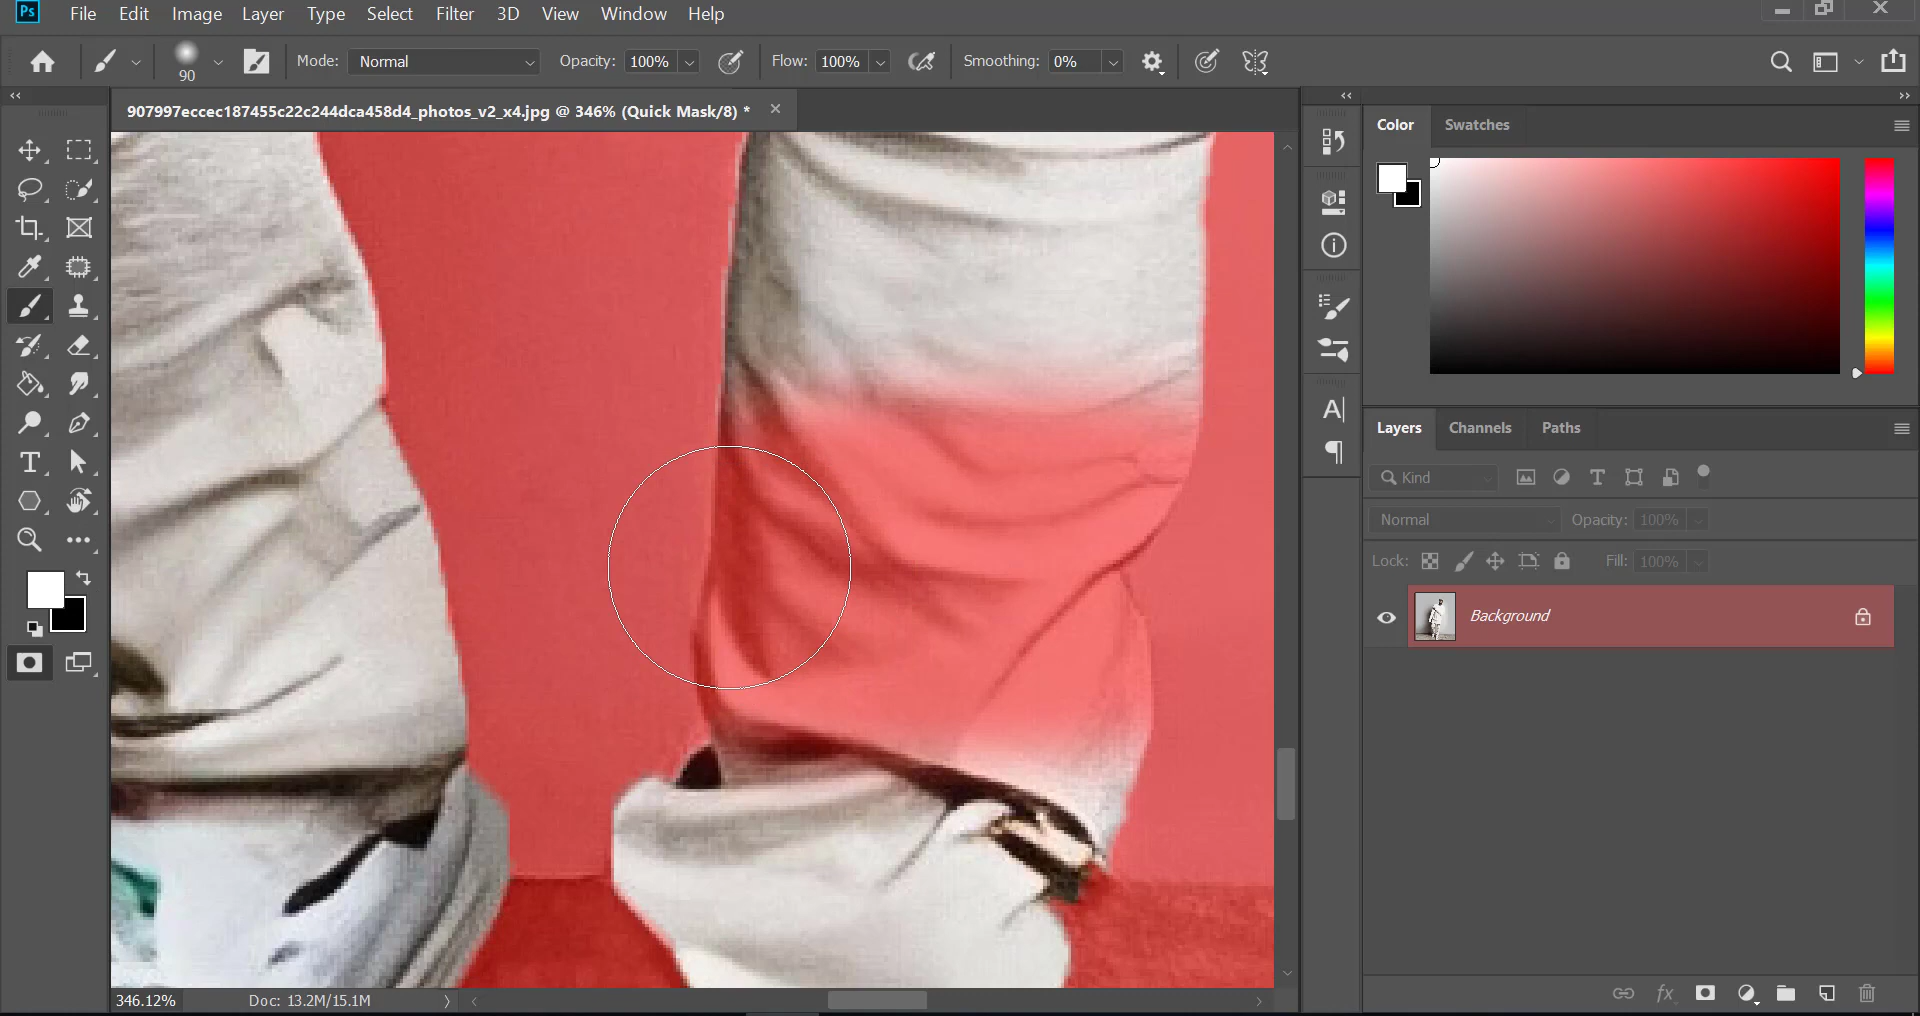 Ps File Edit Image Layer Type Select Filter 3D View Window Help
90 Mode: Normal Opacity: 100% Flow: 100% Smoothing: 0%
907997eccec187455c22c244dca458d4_photos_v2_x4.jpg @ 346% (Quick Mask/8) *
Color Swatches
Layers Channels Paths
Kind
Normal Opacity: 100%
Lock: Fill: 100%
Background
346.12% Doc: 13.2M/15.1M